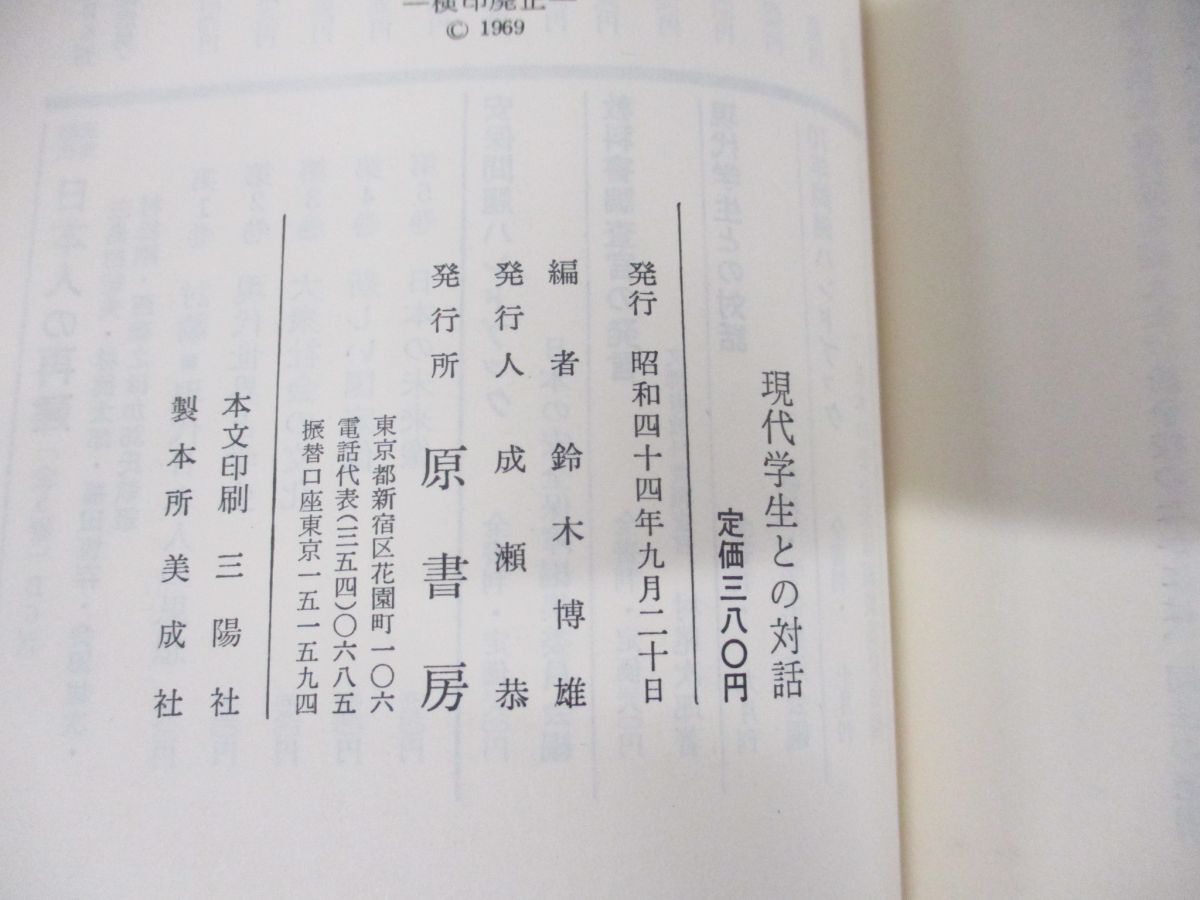 ―検印廃止―
© 1969
現代学生との対話
定価三八〇円
発行 昭和四十四年九月二十日
編者 鈴木博雄
発行人 成瀬恭
発行所 原書房
東京都新宿区花園町一〇六
電話代表(三五四)〇六八五
振替口座東京一五一五九四
本文印刷 三陽社
製本所 美成社